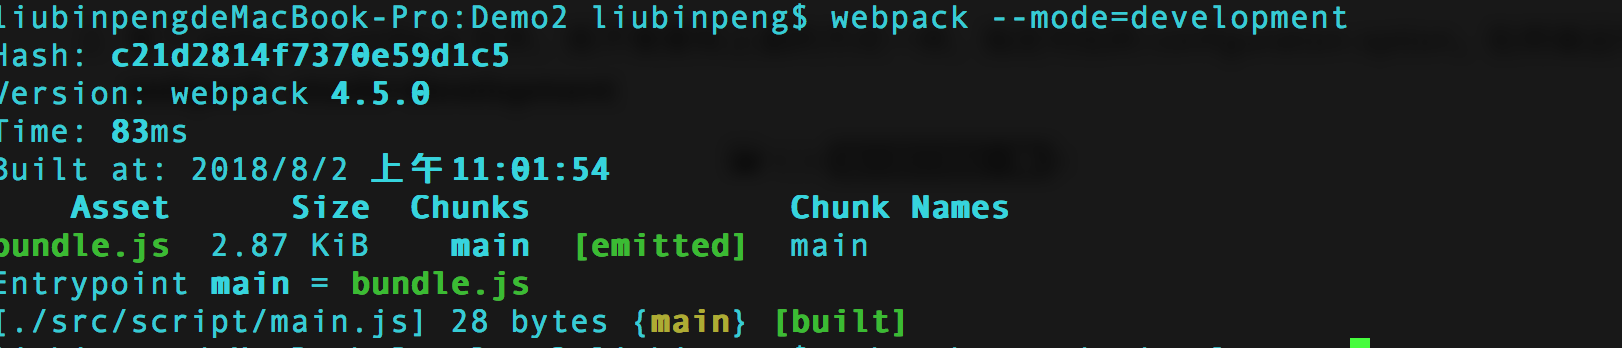 liubinpengdeMacBook-Pro:Demo2 liubinpeng$ webpack --mode=development
Hash: c21d2814f7370e59d1c5
Version: webpack 4.5.0
Time: 83ms
Built at: 2018/8/2 上午11:01:54
Asset Size Chunks Chunk Names
bundle.js 2.87 KiB main [emitted] main
Entrypoint main = bundle.js
[./src/script/main.js] 28 bytes {main} [built]